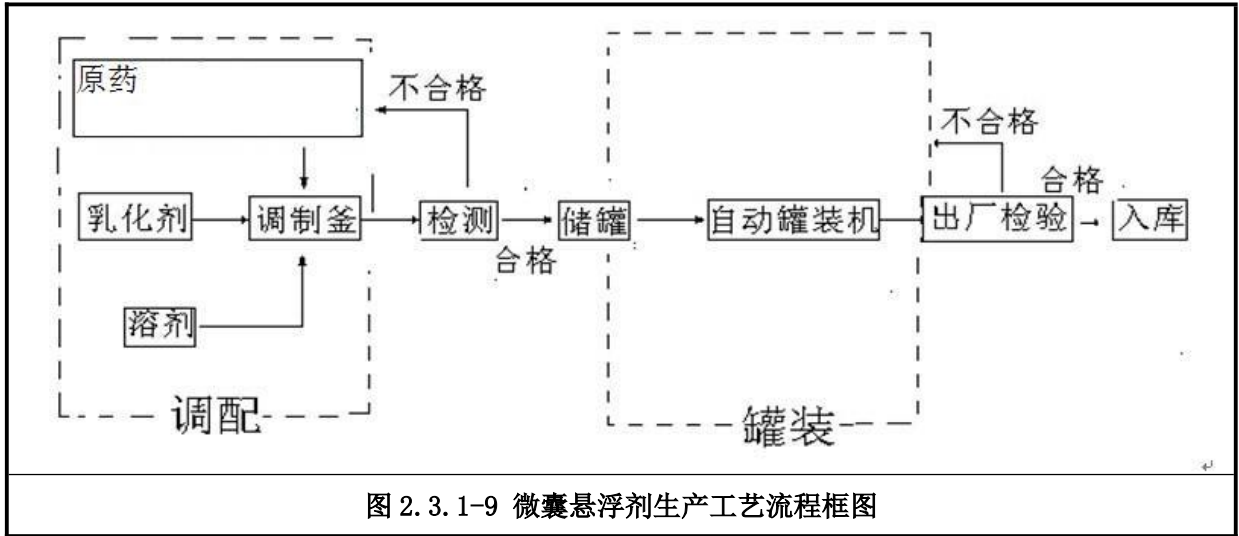 原药
不合格
不合格
合格
乳化剂
调制釜
检测
储罐
自动罐装机
出厂检验
入库
合格
溶剂
调配
罐装
图 2.3.1-9 微囊悬浮剂生产工艺流程框图